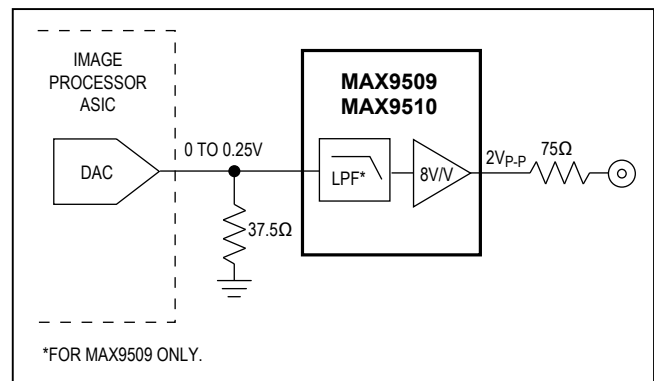 IMAGE
PROCESSOR
ASIC
DAC
0 TO 0.25V
37.5Ω
MAX9509
MAX9510
LPF*
8V/V
2VP-P
75Ω
*FOR MAX9509 ONLY.